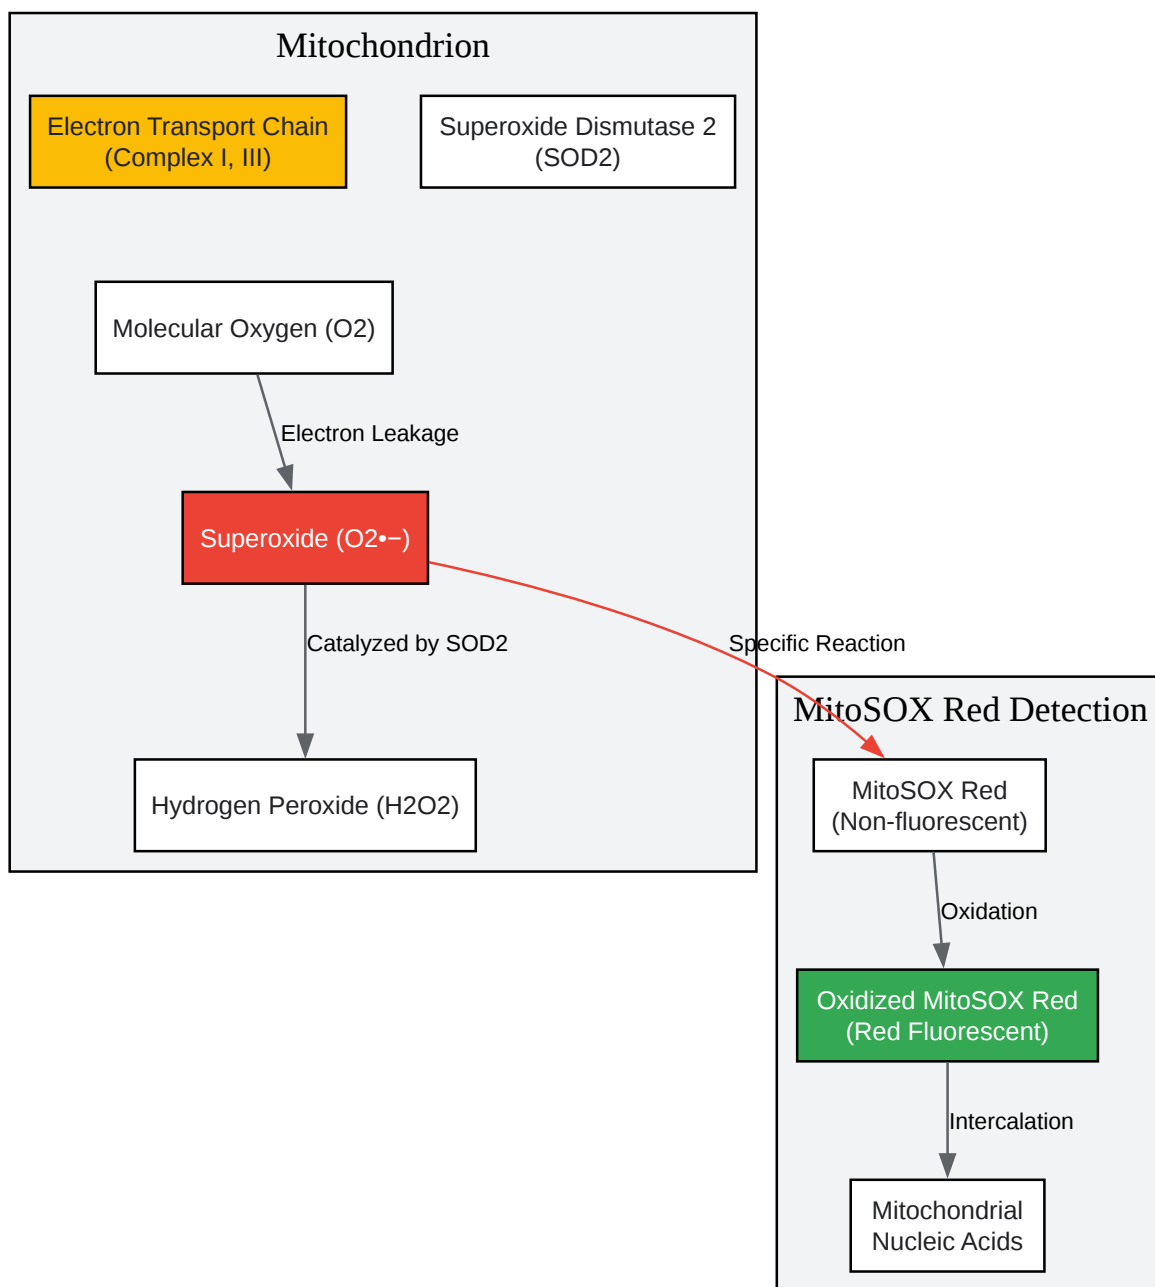 Mitochondrion
Electron Transport Chain
(Complex I, III)
Superoxide Dismutase 2
(SOD2)
Molecular Oxygen (O2)
Electron Leakage
Superoxide (O2•−)
Catalyzed by SOD2
Specific Reaction
Hydrogen Peroxide (H2O2)
MitoSOX Red Detection
MitoSOX Red
(Non-fluorescent)
Oxidation
Oxidized MitoSOX Red
(Red Fluorescent)
Intercalation
Mitochondrial
Nucleic Acids